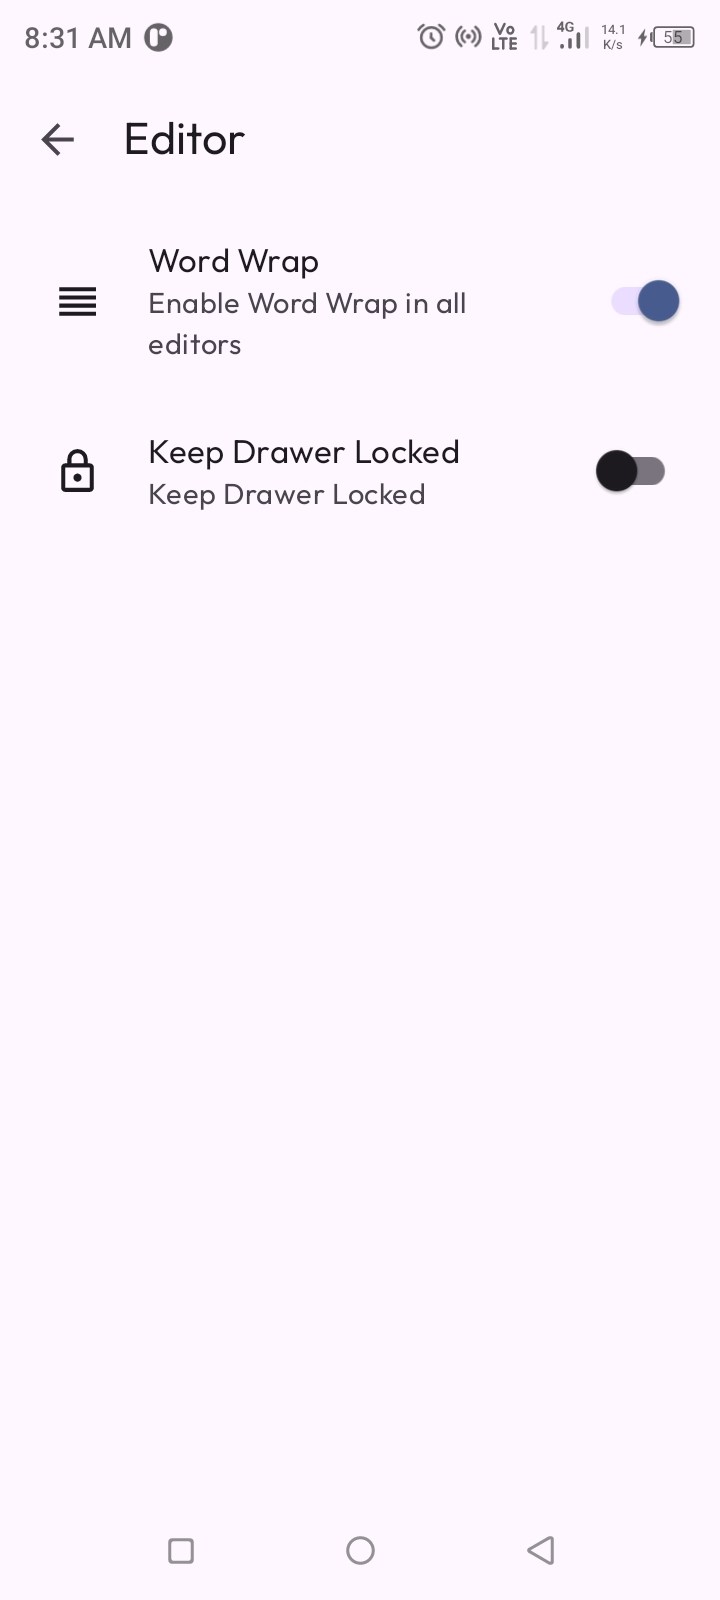 8:31 AM
Vo
LTE
4G
14.1
K/s
55
Editor
Word Wrap
Enable Word Wrap in all
editors
Keep Drawer Locked
Keep Drawer Locked